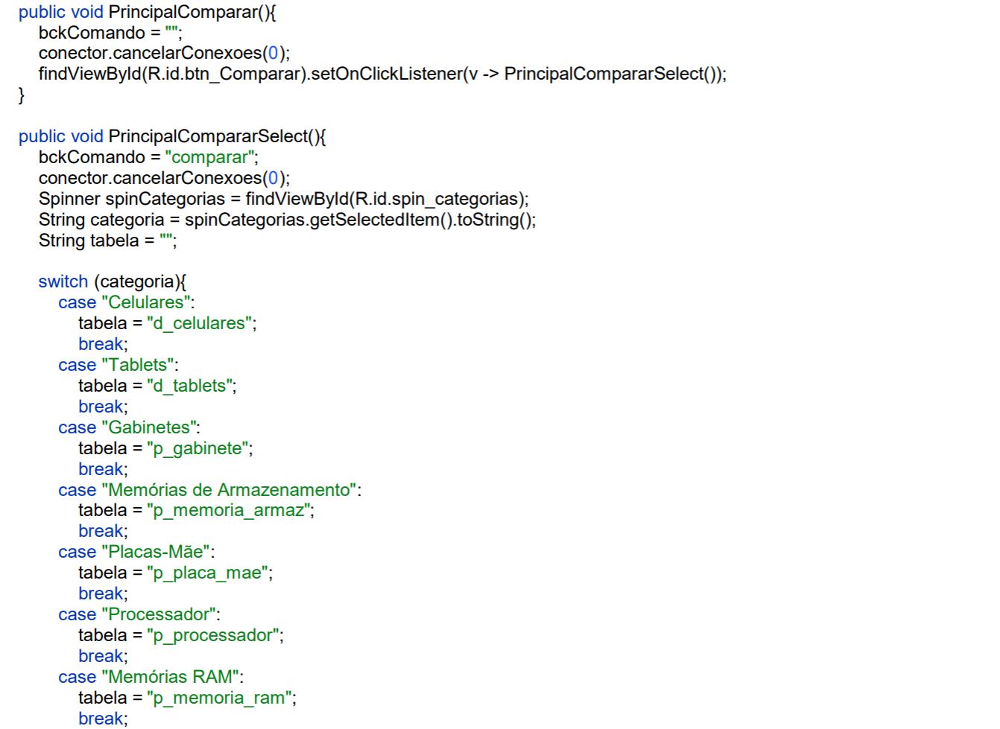 public void PrincipalComparar(){
bckComando = "";
conector.cancelarConexoes(0);
findViewById(R.id.btn_Comparar).setOnClickListener(v -> PrincipalCompararSelect());
}
public void PrincipalCompararSelect(){
bckComando = "comparar";
conector.cancelarConexoes(0);
Spinner spinCategorias = findViewById(R.id.spin_categorias);
String categoria = spinCategorias.getSelectedItem().toString();
String tabela = "";
switch (categoria){
case "Celulares":
tabela = "d_celulares";
break;
case "Tablets":
tabela = "d_tablets";
break;
case "Gabinetes":
tabela = "p_gabinete";
break;
case "Memórias de Armazenamento":
tabela = "p_memoria_armaz";
break;
case "Placas-Mãe":
tabela = "p_placa_mae";
break;
case "Processador":
tabela = "p_processador";
break;
case "Memórias RAM":
tabela = "p_memoria_ram";
break;